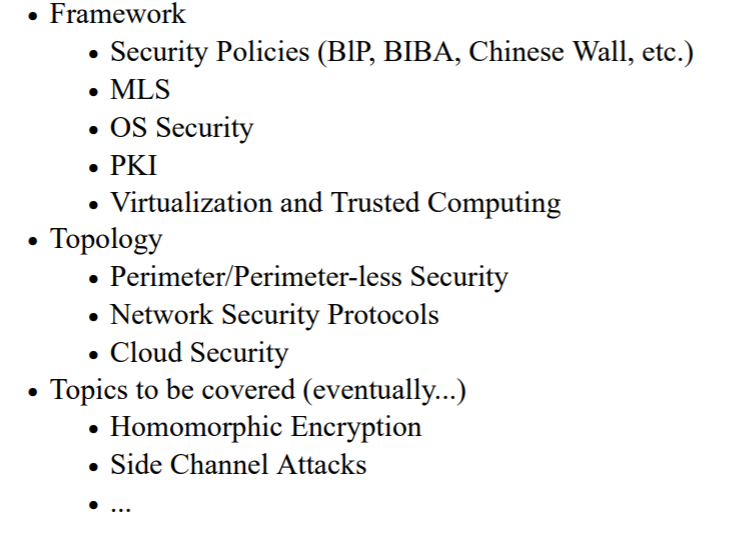 • Framework
• Security Policies (BlP, BIBA, Chinese Wall, etc.)
• MLS
• OS Security
• PKI
• Virtualization and Trusted Computing
• Topology
• Perimeter/Perimeter-less Security
• Network Security Protocols
• Cloud Security
• Topics to be covered (eventually...)
• Homomorphic Encryption
• Side Channel Attacks
• ...